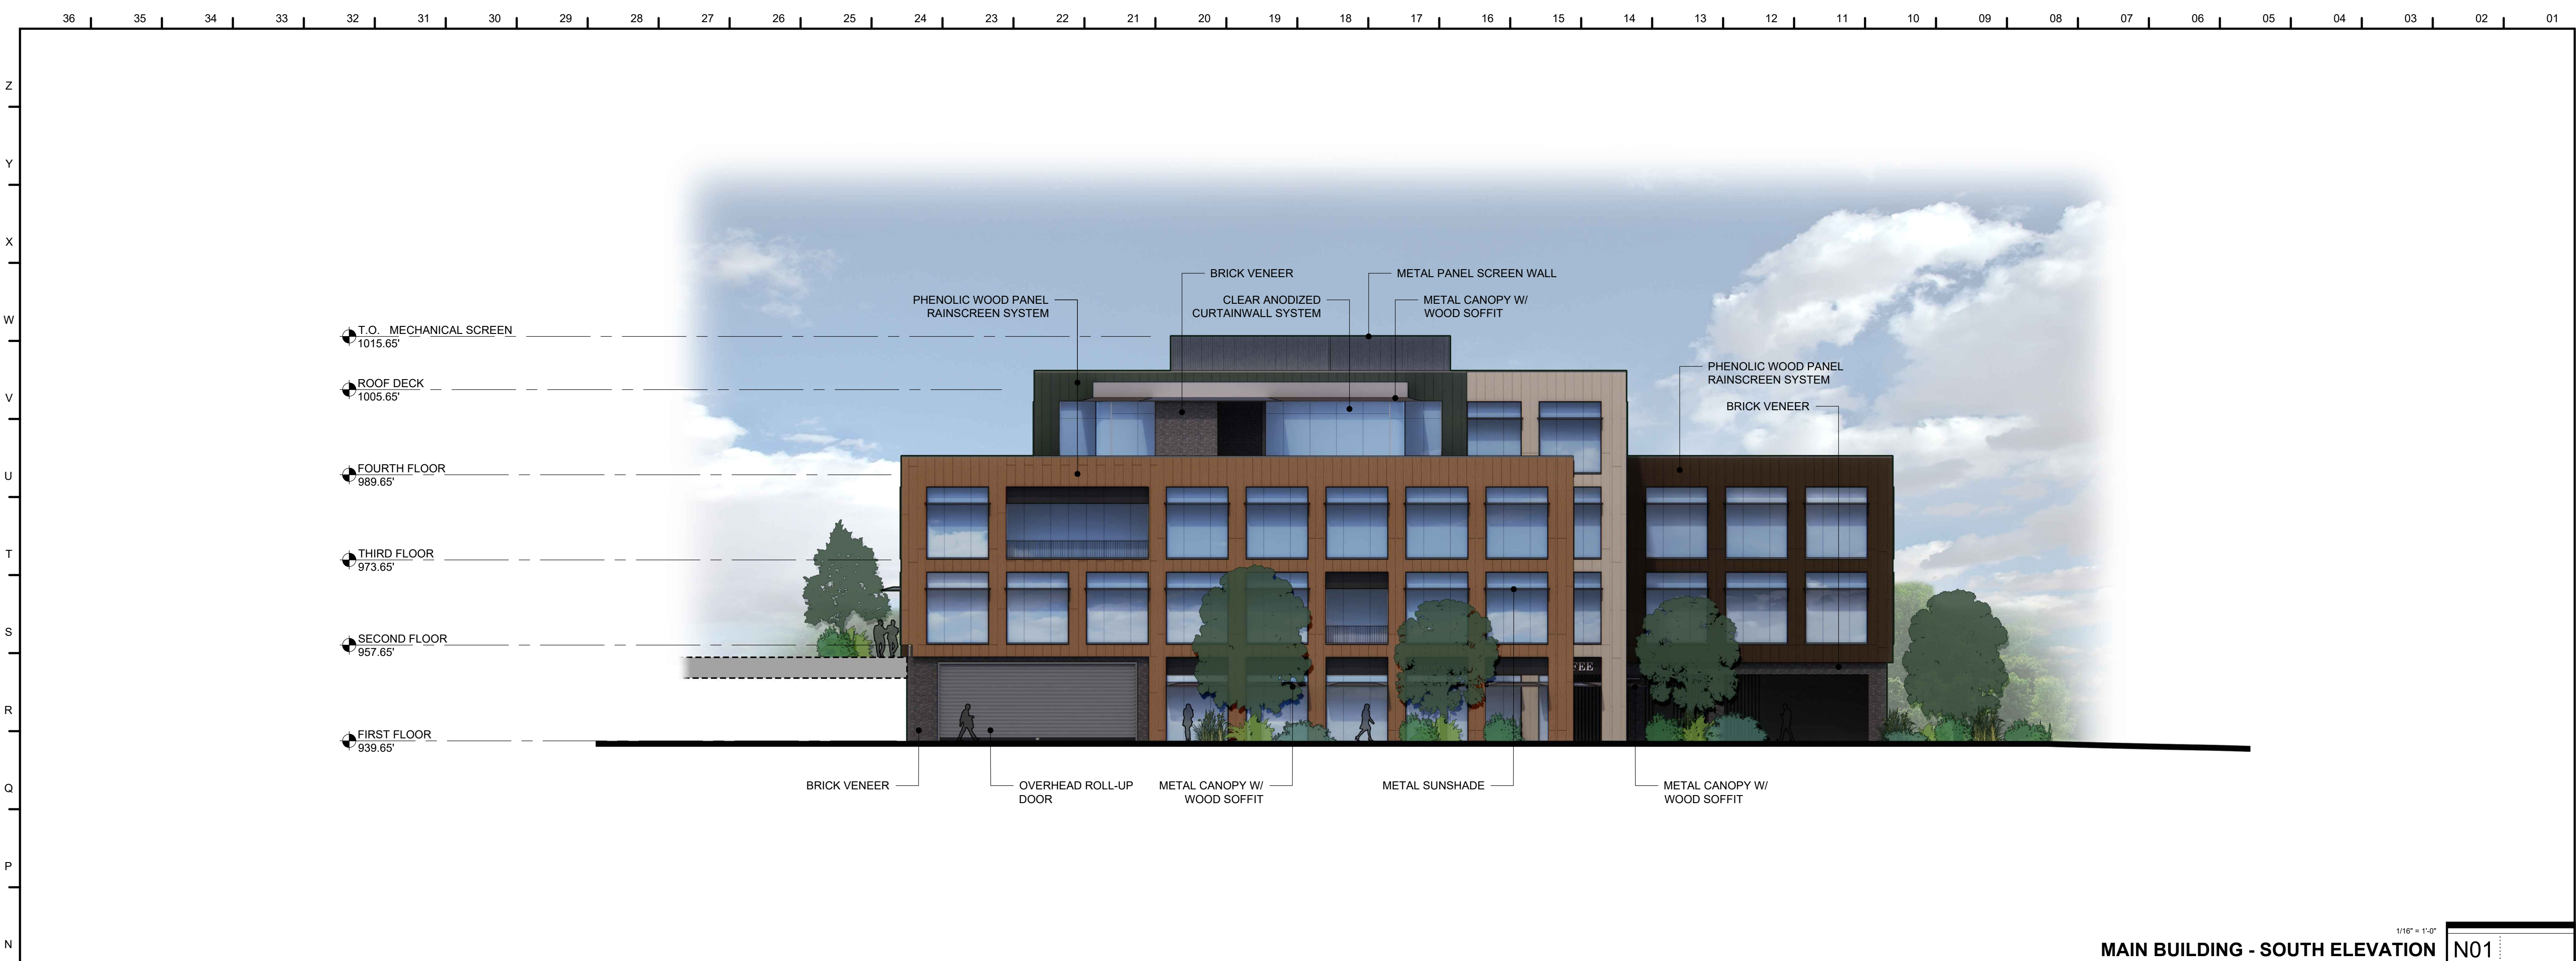 36 35 34 33 32 31 30 29 28 27 26 25 24 23 22 21 20 19 18 17 16 15 14 13 12 11 10 09 08 07 06 05 04 03 02 01
Z
Y
X
W
V
U
T
S
R
Q
P
N
BRICK VENEER
METAL PANEL SCREEN WALL
PHENOLIC WOOD PANEL
RAINSCREEN SYSTEM
CLEAR ANODIZED
CURTAINWALL SYSTEM
METAL CANOPY W/
WOOD SOFFIT
T.O. MECHANICAL SCREEN
1015.65'
PHENOLIC WOOD PANEL
RAINSCREEN SYSTEM
ROOF DECK
1005.65'
BRICK VENEER
FOURTH FLOOR
989.65'
THIRD FLOOR
973.65'
SECOND FLOOR
957.65'
FEE
FIRST FLOOR
939.65'
BRICK VENEER
OVERHEAD ROLL-UP
DOOR
METAL CANOPY W/
WOOD SOFFIT
METAL SUNSHADE
METAL CANOPY W/
WOOD SOFFIT
1/16" = 1'-0"
MAIN BUILDING - SOUTH ELEVATION
N01